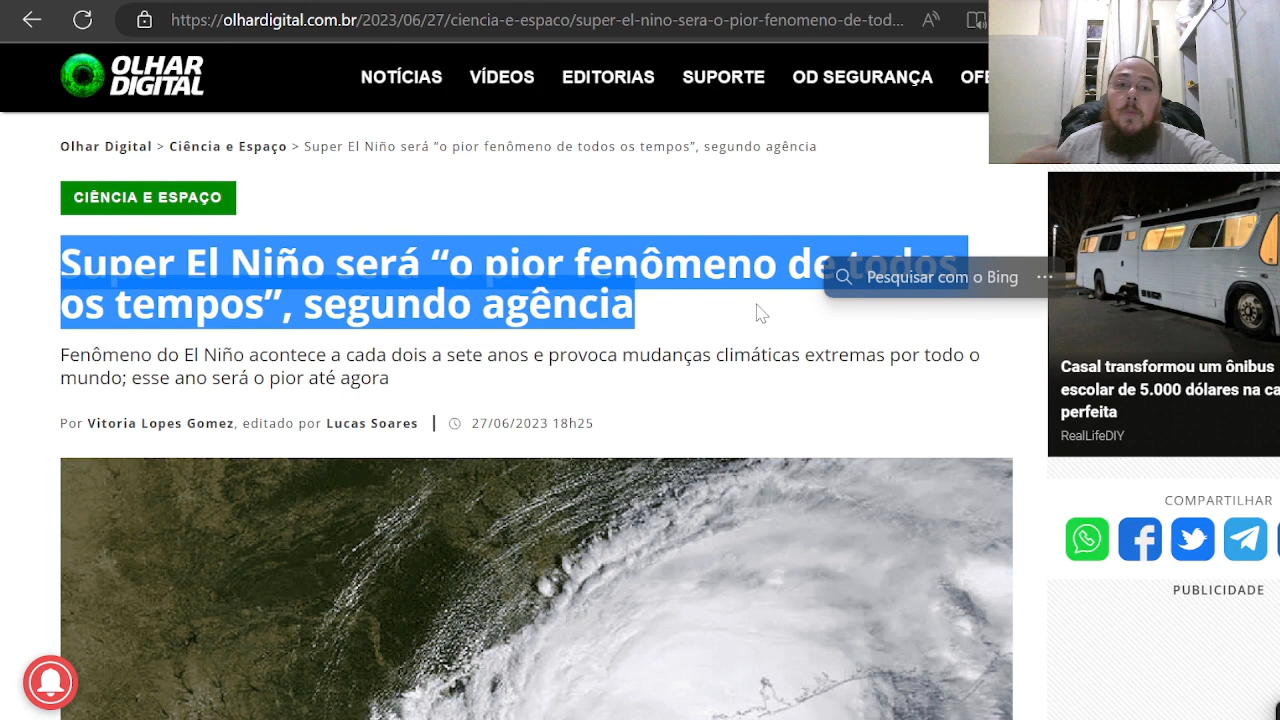 https://olhardigital.com.br/2023/06/27/ciencia-e-espaco/super-el-nino-sera-o-pior-fenomeno-de-tod...
OLHAR
DIGITAL
NOTÍCIAS VÍDEOS EDITORIAS SUPORTE OD SEGURANÇA
Olhar Digital > Ciência e Espaço > Super El Niño será “o pior fenômeno de todos os tempos”, segundo agência
CIÊNCIA E ESPAÇO
Super El Niño será “o pior fenômeno de todos
os tempos”, segundo agência
Pesquisar com o Bing
Fenômeno do El Niño acontece a cada dois a sete anos e provoca mudanças climáticas extremas por todo o
mundo; esse ano será o pior até agora
Por Vitoria Lopes Gomez, editado por Lucas Soares | 27/06/2023 18h25
Casal transformou um ônibus
escolar de 5.000 dólares na
perfeita
RealLifeDIY
COMPARTILHAR
PUBLICIDADE